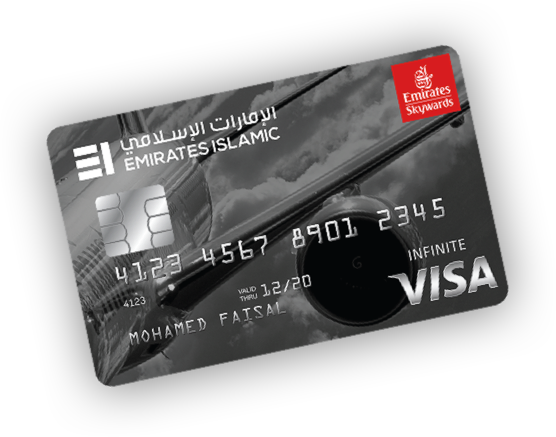 Emirates
Skywards
الإمارات الإسلامي
EMIRATES ISLAMIC
4123 4567 8901 2345
4123
VALID
THRU 12/20
MOHAMED FAISAL
INFINITE
VISA